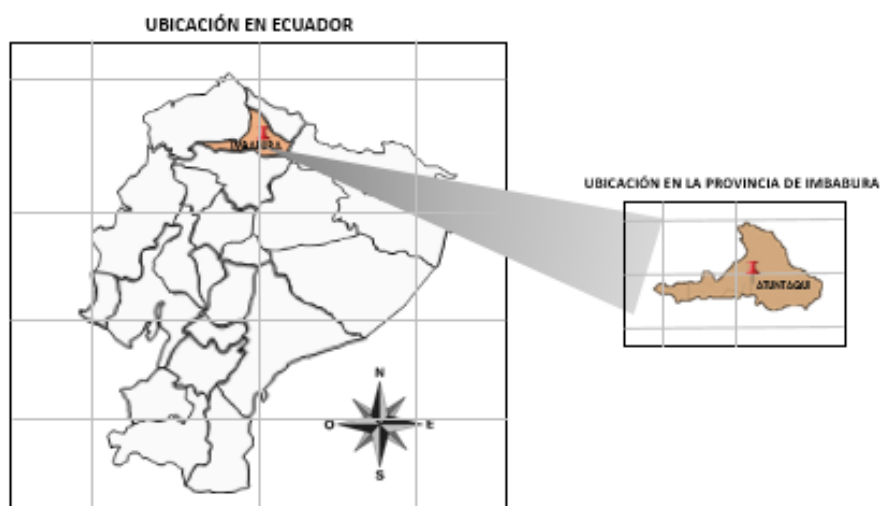 UBICACIÓN EN ECUADOR
IMBABURA
UBICACIÓN EN LA PROVINCIA DE IMBABURA
ATUNTAQUI
N
O
E
S